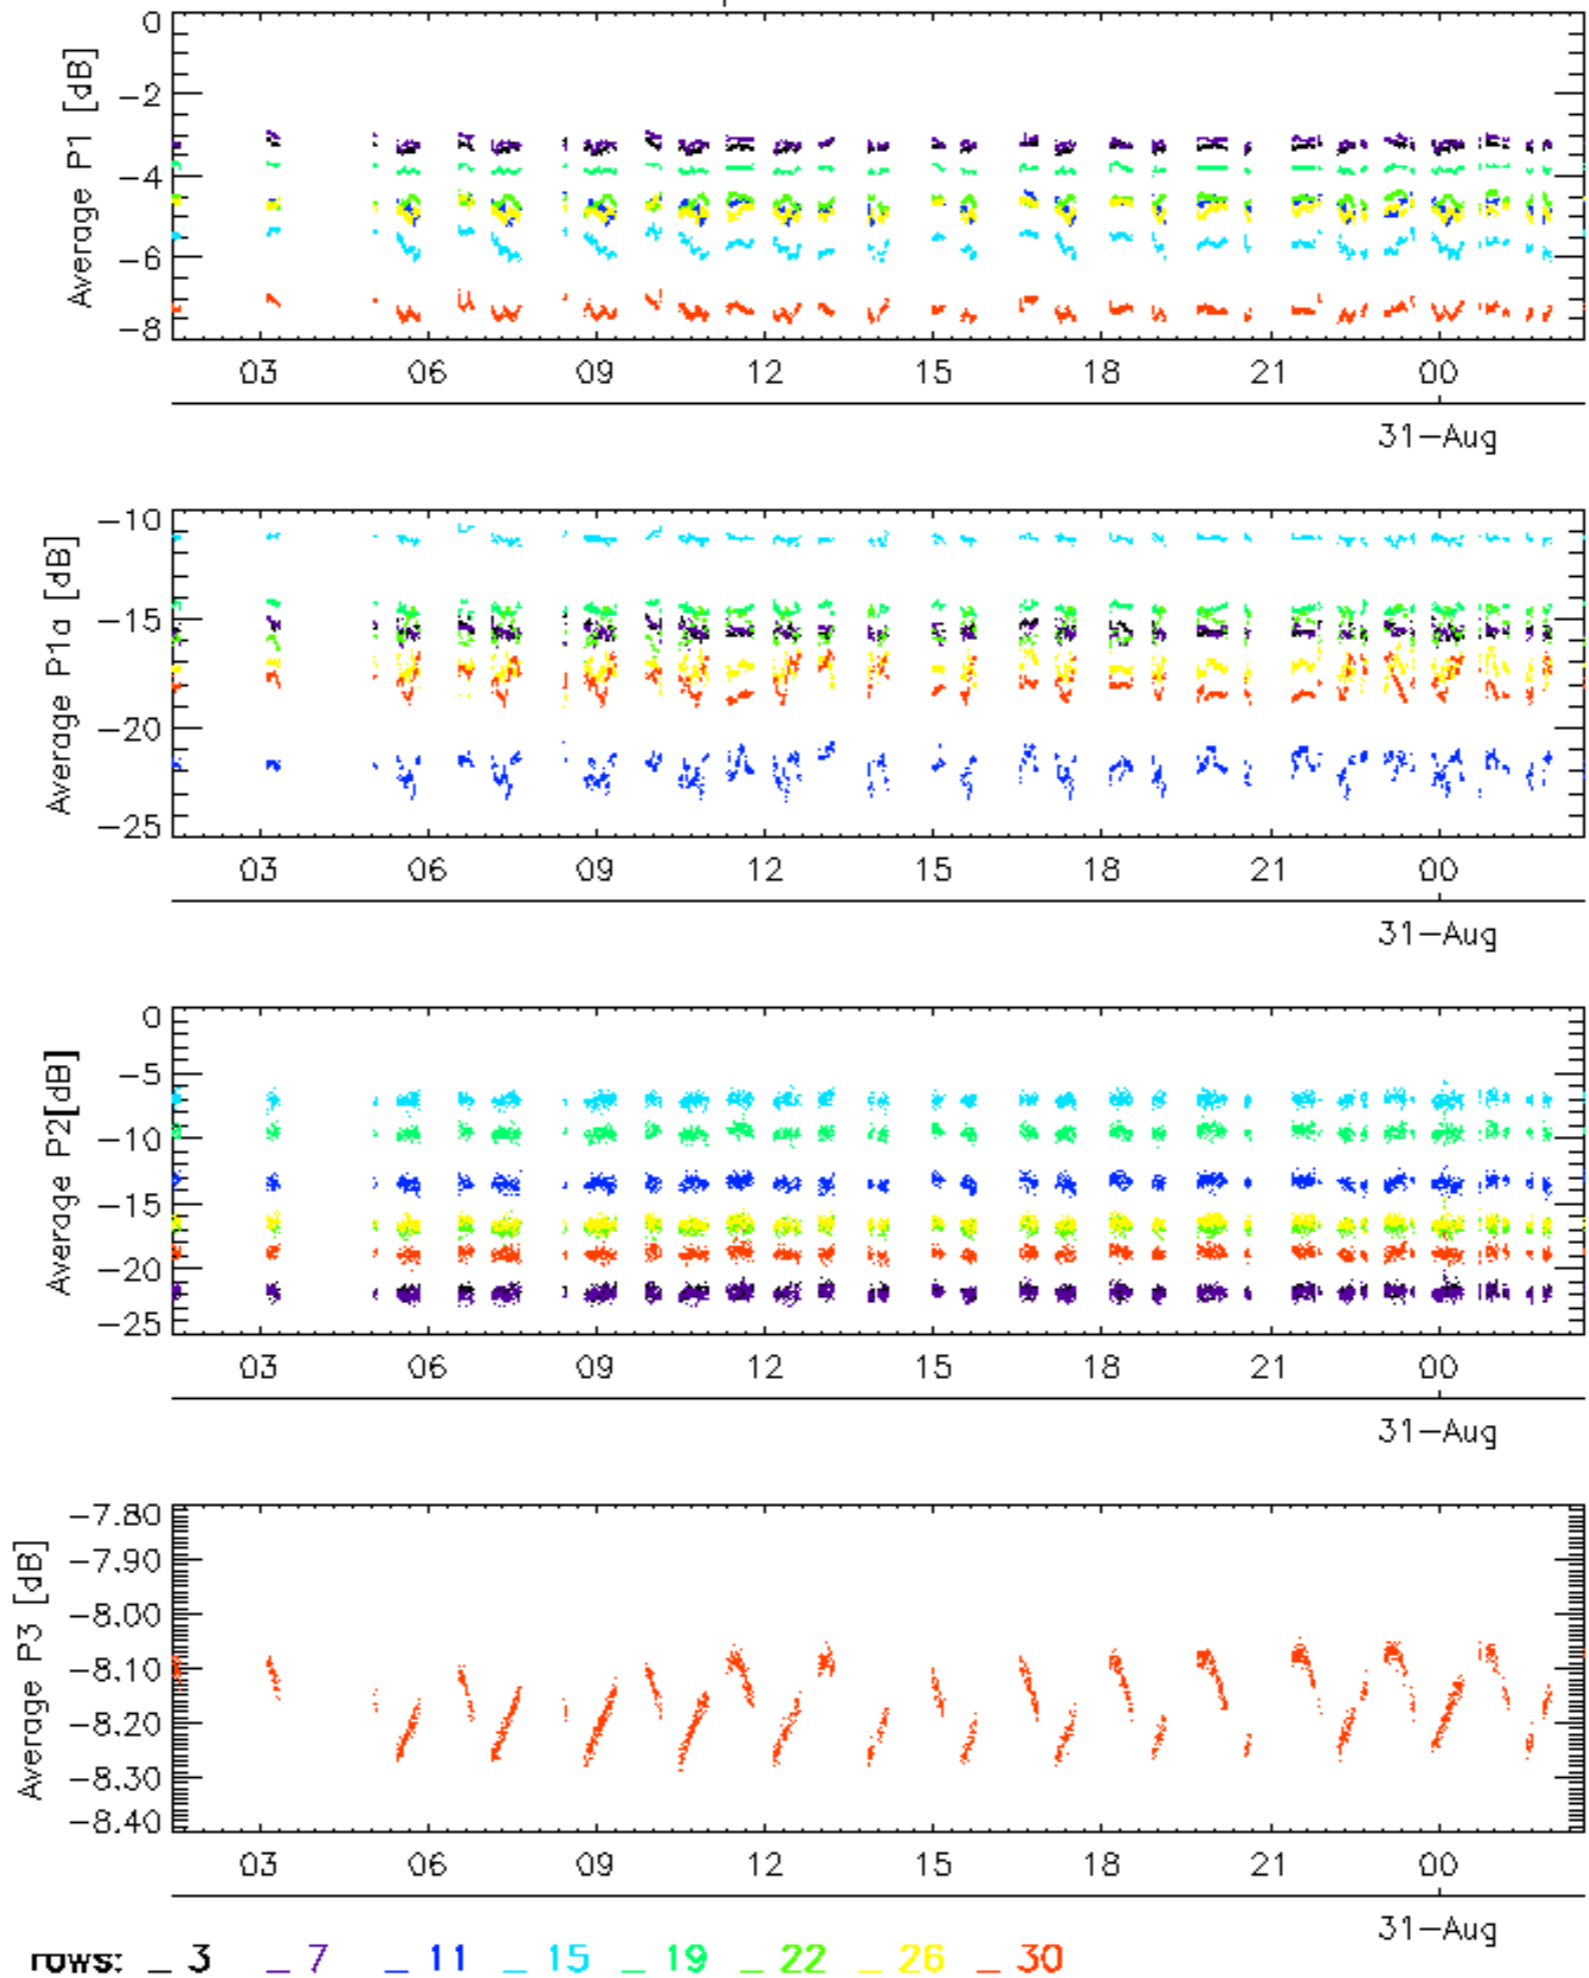 Average P1 [dB]
0
-2
-4
-6
-8
03 06 09 12 15 18 21 00
31-Aug
Average P1a [dB]
-10
-15
-20
-25
03 06 09 12 15 18 21 00
31-Aug
Average P2[dB]
0
-5
-10
-15
-20
-25
03 06 09 12 15 18 21 00
31-Aug
Average P3 [dB]
-7.80
-7.90
-8.00
-8.10
-8.20
-8.30
-8.40
03 06 09 12 15 18 21 00
31-Aug
rows: _ 3 _ 7 _ 11 _ 15 _ 19 _ 22 _ 26 _ 30